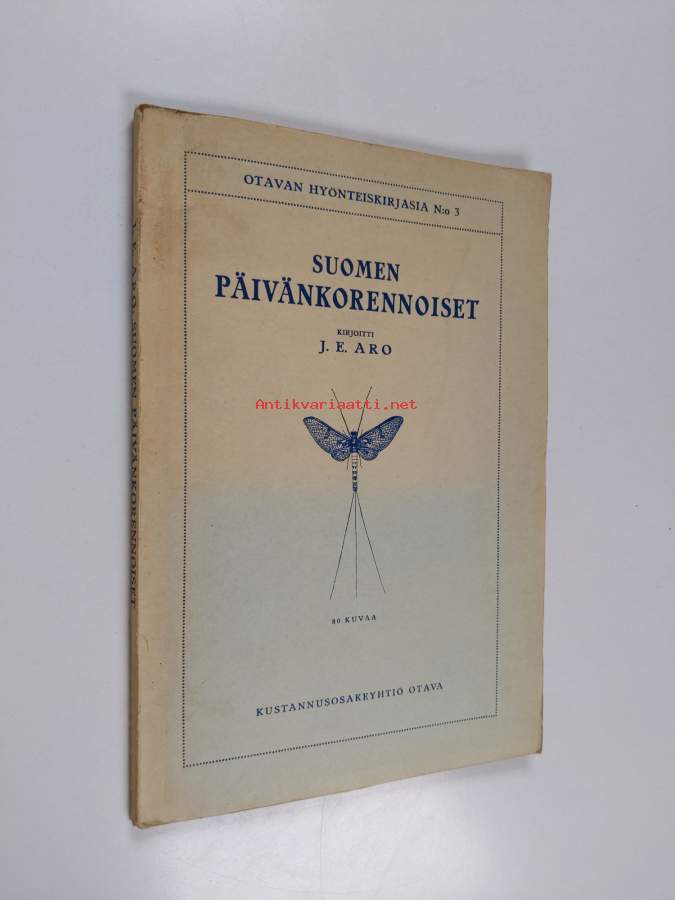 OTAVAN HYÖNTEISKIRJASIA N:o 3
SUOMEN
PÄIVÄNKORENNOISET
KIRJOITTI
J. E. ARO
Antikvariaatti.net
80 KUVAA
KUSTANNUSOSAKEYHTIÖ OTAVA
J. E. ARO: SUOMEN PÄIVÄNKORENNOISET